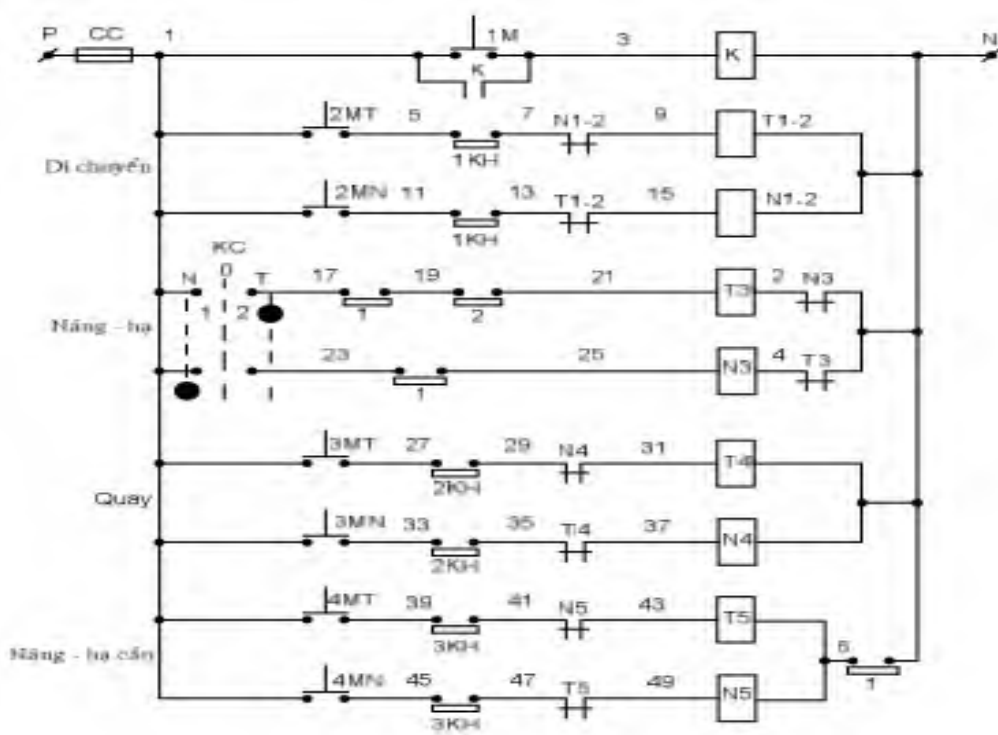 P CC 1 1M 3 K N
K
2MT 5 7 N1-2 9 T1-2
1KH
Di chuyển
2MN 11 13 T1-2 15 N1-2
1KH
KC
0
N T 17 19 21 T3 2 N3
1 2 1 2
Nâng - hạ
23 25 N3 4 T3
1
3MT 27 29 N4 31 T4
2KH
Quay
3MN 33 35 T4 37 N4
2KH
4MT 39 41 N5 43 T5
3KH
Nâng - hạ cần
6
1
4MN 45 47 T5 49 N5
3KH